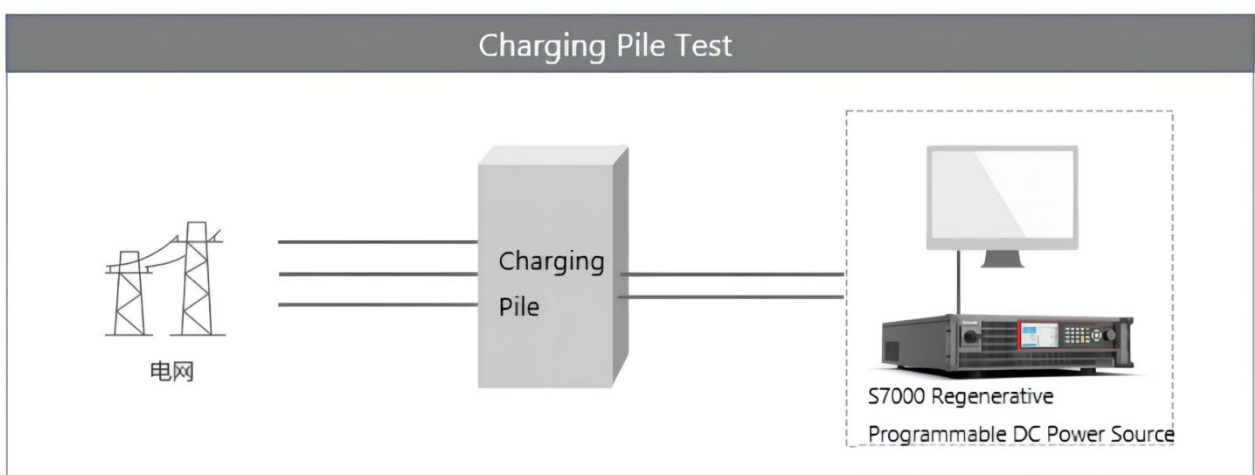 Charging Pile Test
Charging
Pile
电网
S7000 Regenerative
Programmable DC Power Source